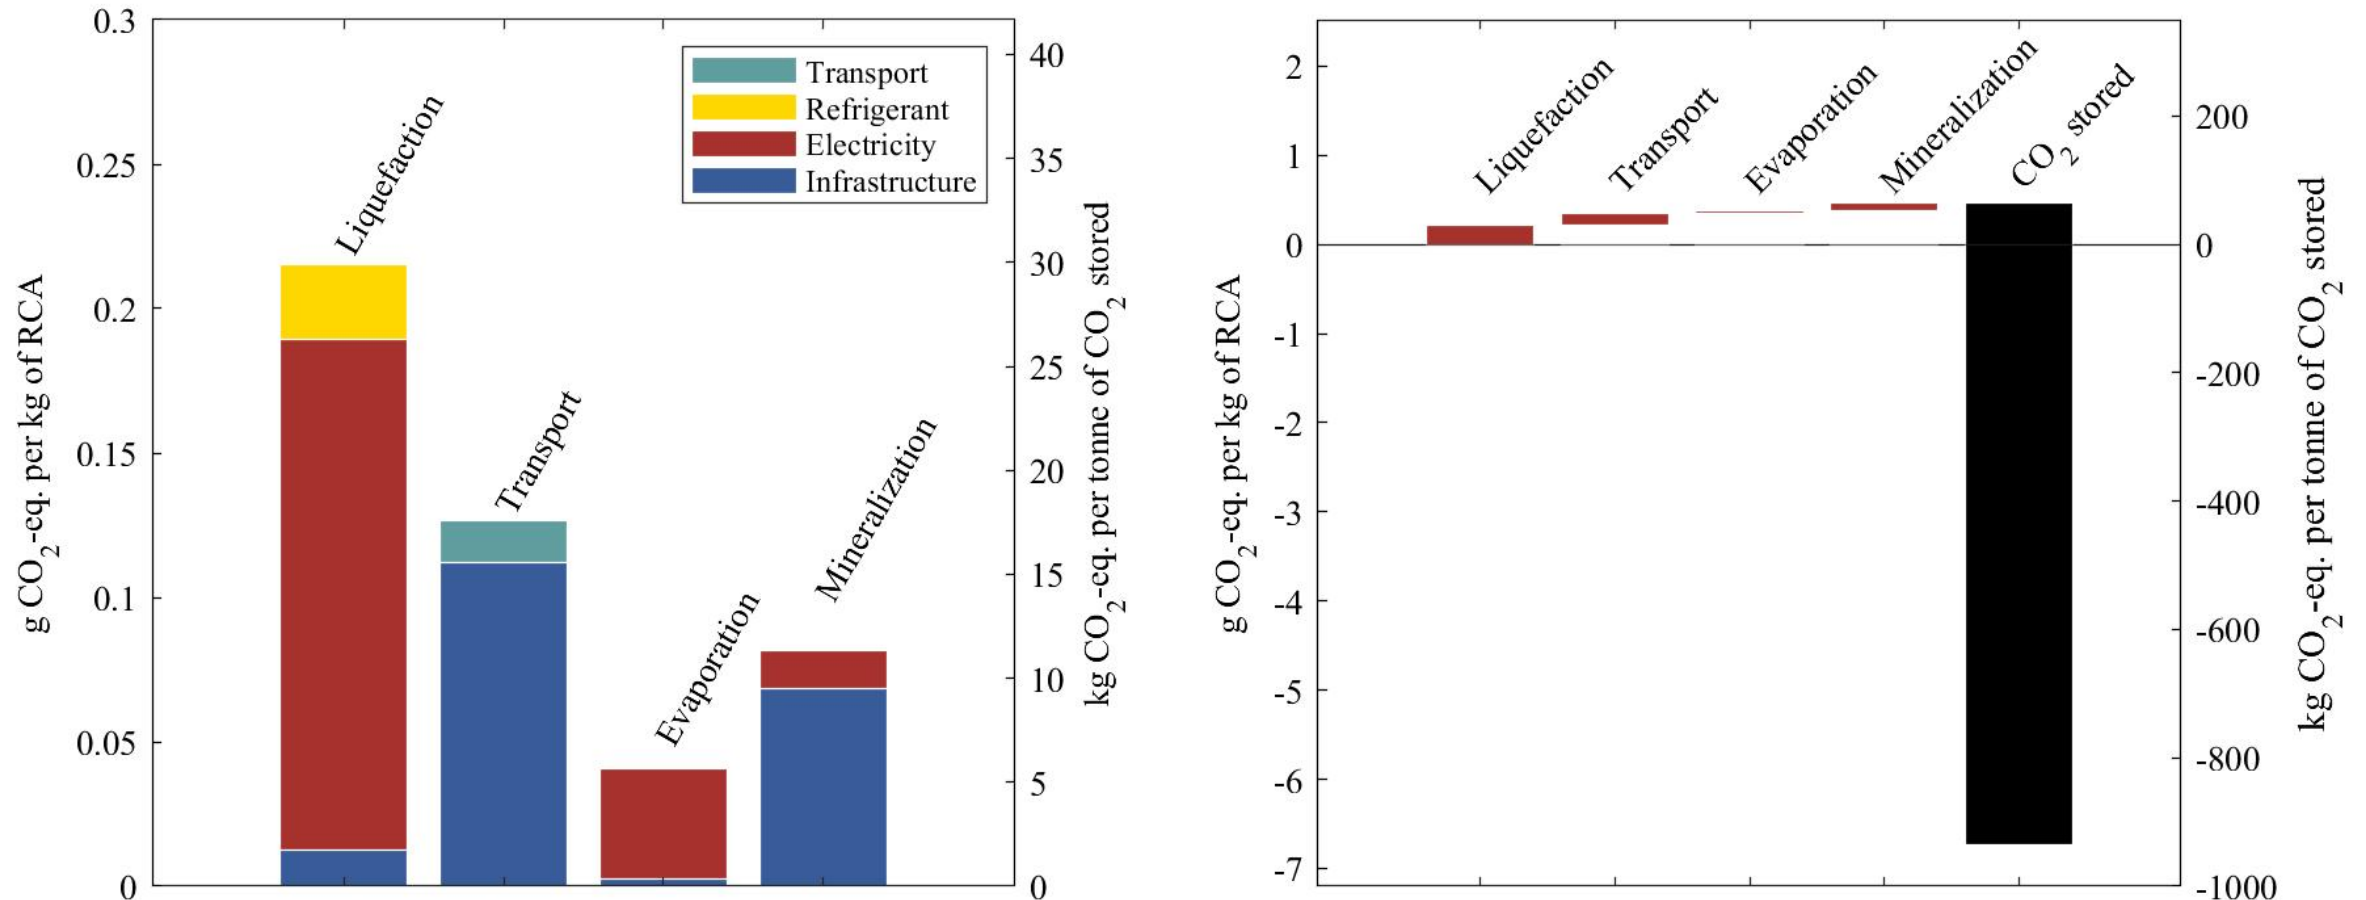 0.3
0.25
0.2
0.15
0.1
0.05
0
g CO2-eq. per kg of RCA
Liquefaction
Transport
Evaporation
Mineralization
Transport
Refrigerant
Electricity
Infrastructure
40
35
30
25
20
15
10
5
0
kg CO2-eq. per tonne of CO2 stored
2
1
0
-1
-2
-3
-4
-5
-6
-7
g CO2-eq. per kg of RCA
Liquefaction
Transport
Evaporation
Mineralization
CO2 stored
200
0
-200
-400
-600
-800
-1000
kg CO2-eq. per tonne of CO2 stored